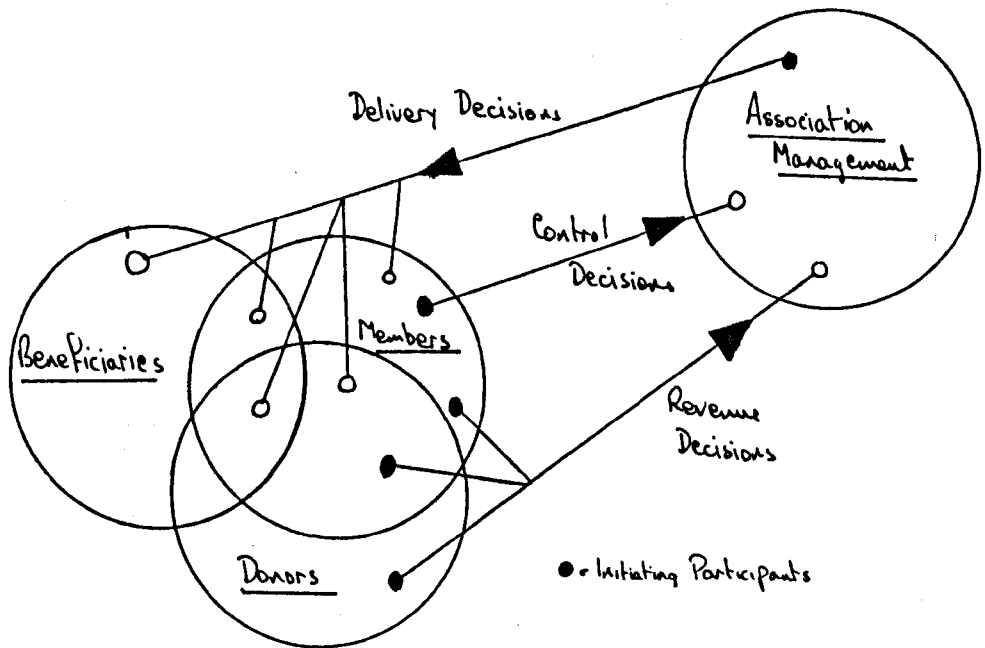 Delivery Decisions
Association
Management
Control
Decisions
Members
Beneficiaries
Revenue
Decisions
Donors
● = Initiating Participants